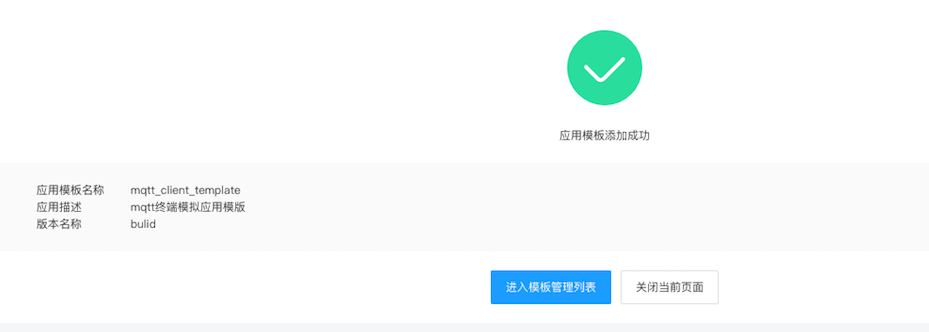 应用模板添加成功
应用模板名称 mqtt_client_template
应用描述 mqtt终端模拟应用模版
版本名称 bulid
进入模板管理列表 关闭当前页面